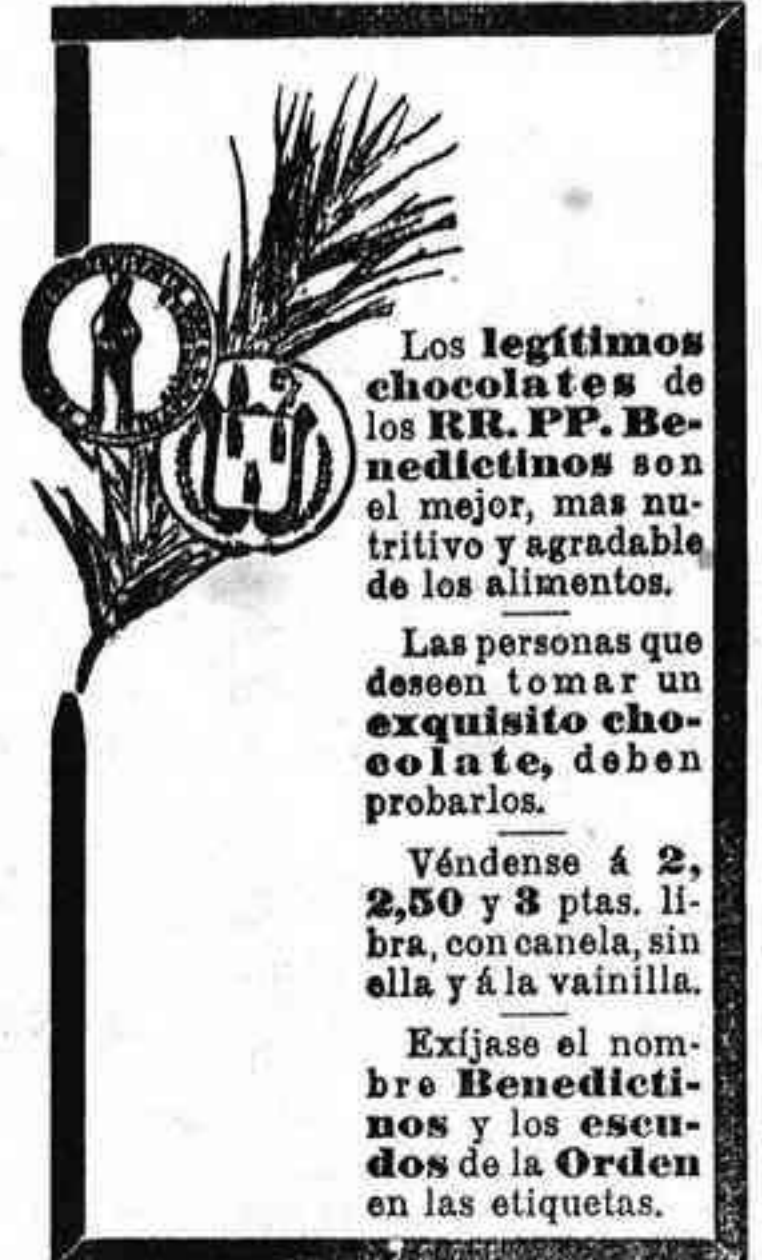 Los legítimos
chocolates de
los RR. PP. Be-
nedictinos son
el mejor, mas nu-
tritivo y agradable
de los alimentos.
Las personas que
deseen tomar un
exquisito cho-
colate, deben
probarlos.
Véndense á 2,
2,50 y 3 ptas. li-
bra, con canela, sin
ella y á la vainilla.
Exíjase el nom-
bre Benedicti-
nos y los escu-
dos de la Orden
en las etiquetas.